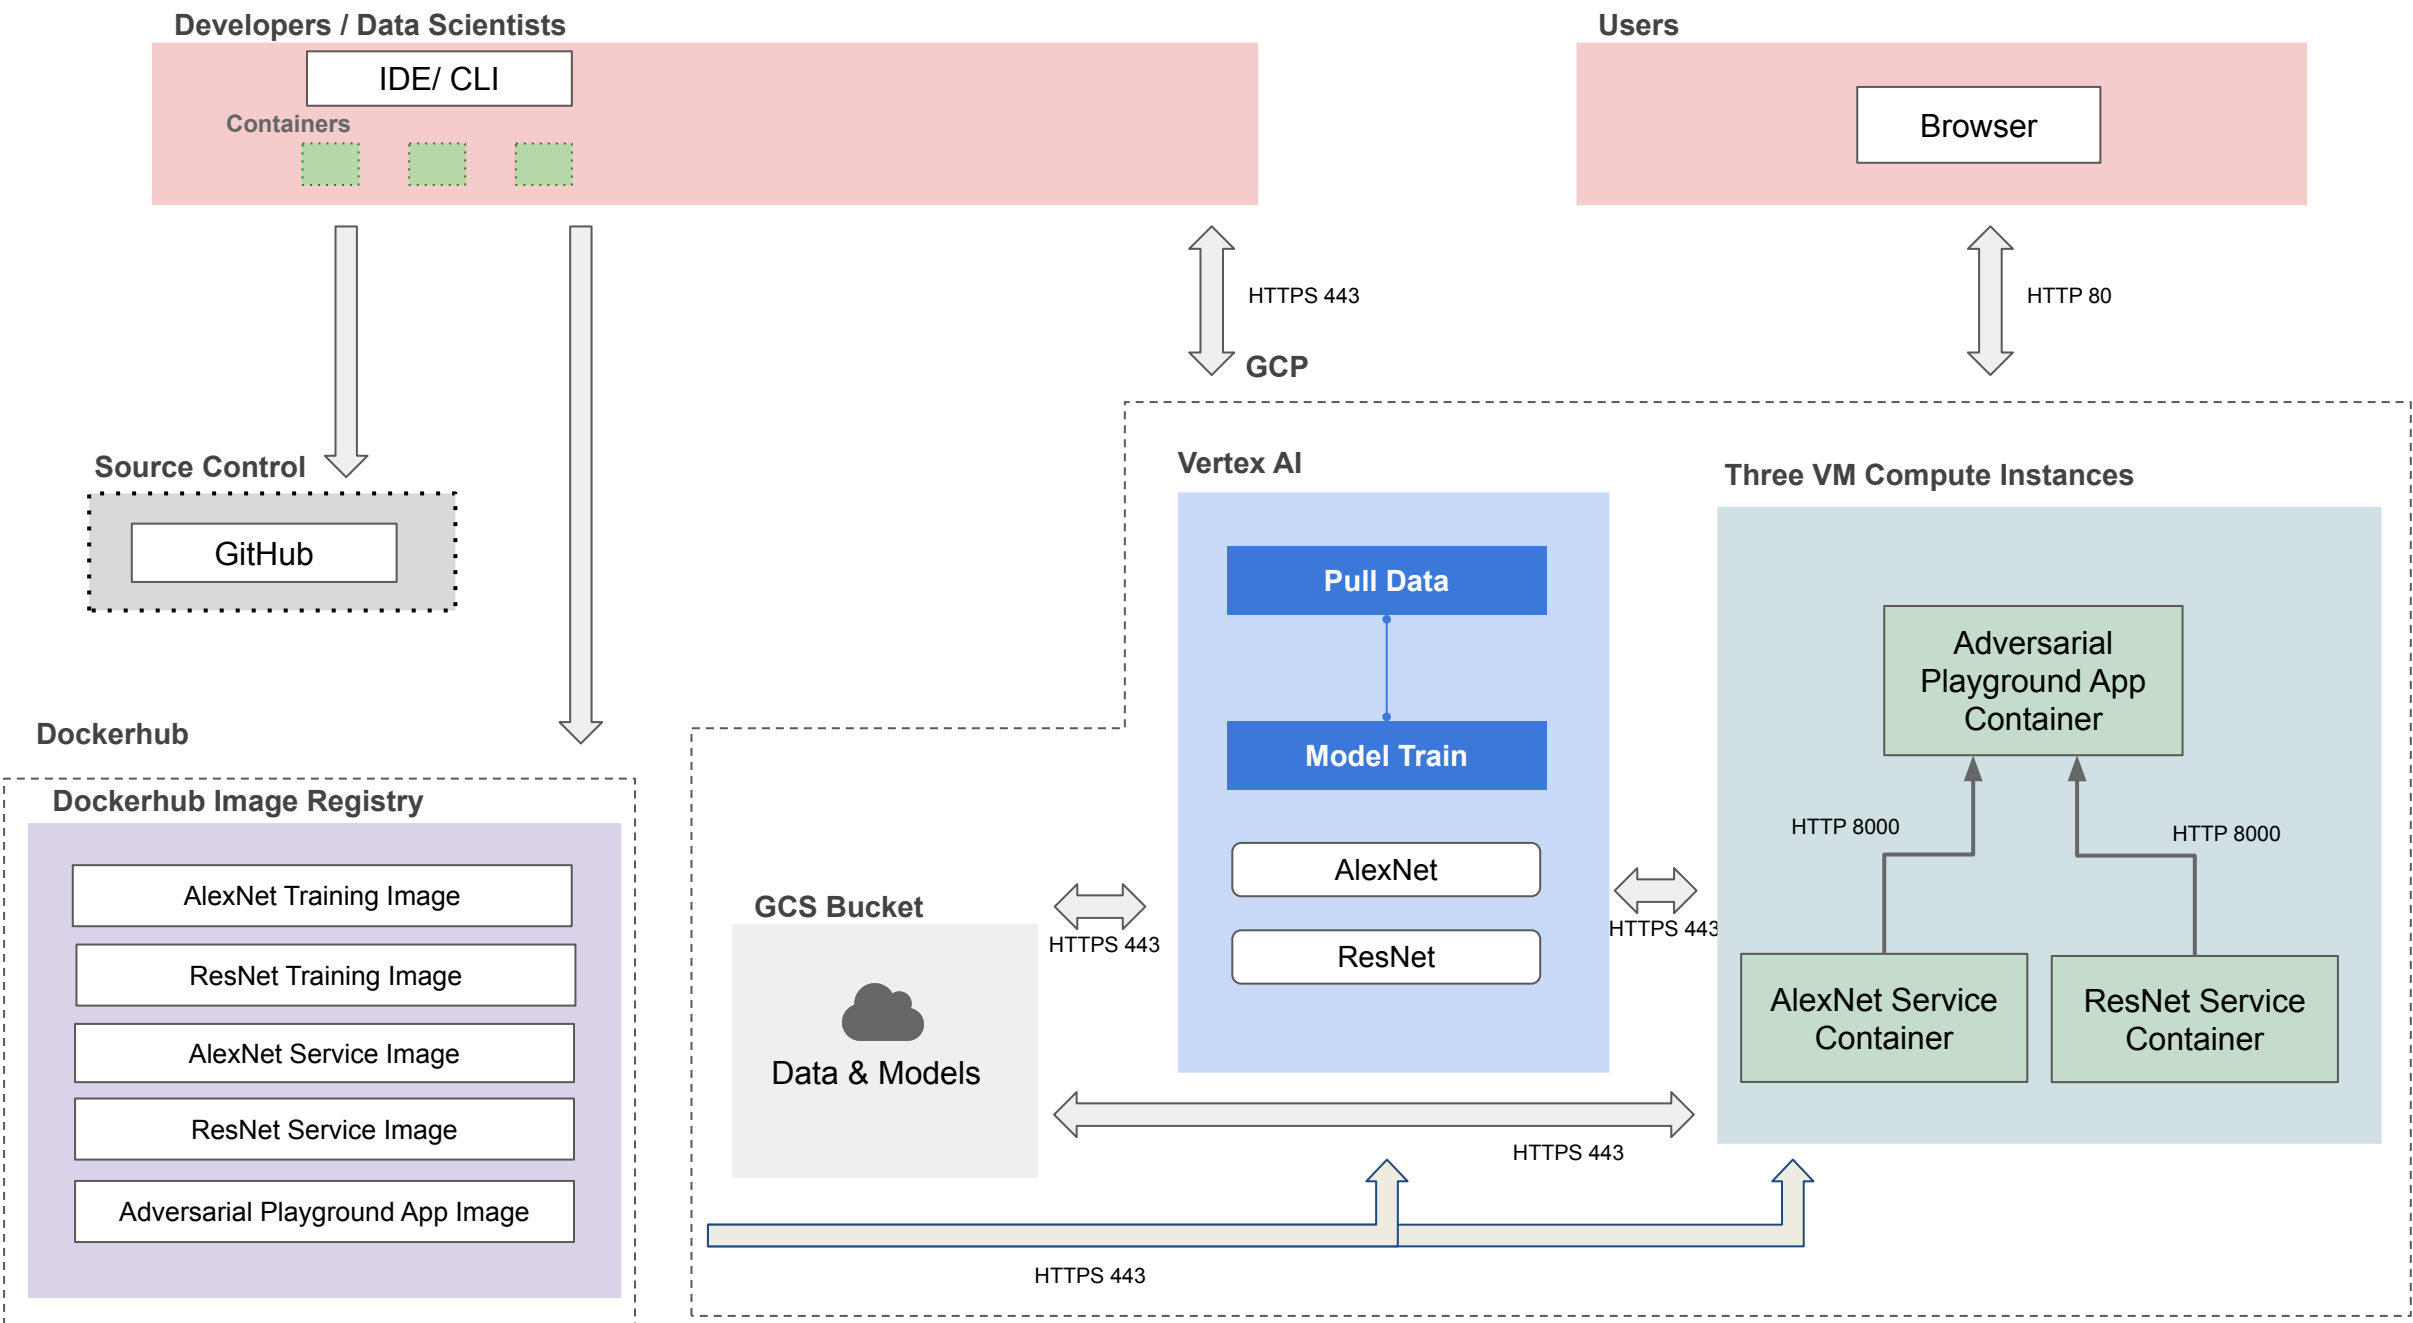 Developers / Data Scientists
IDE/ CLI
Containers
Users
Browser
HTTPS 443
HTTP 80
GCP
Source Control
GitHub
Dockerhub
Dockerhub Image Registry
AlexNet Training Image
ResNet Training Image
AlexNet Service Image
ResNet Service Image
Adversarial Playground App Image
Vertex AI
Pull Data
Model Train
AlexNet
ResNet
GCS Bucket
Data & Models
HTTPS 443
HTTPS 443
Three VM Compute Instances
Adversarial
Playground App
Container
HTTP 8000
HTTP 8000
AlexNet Service
Container
ResNet Service
Container
HTTPS 443
HTTPS 443